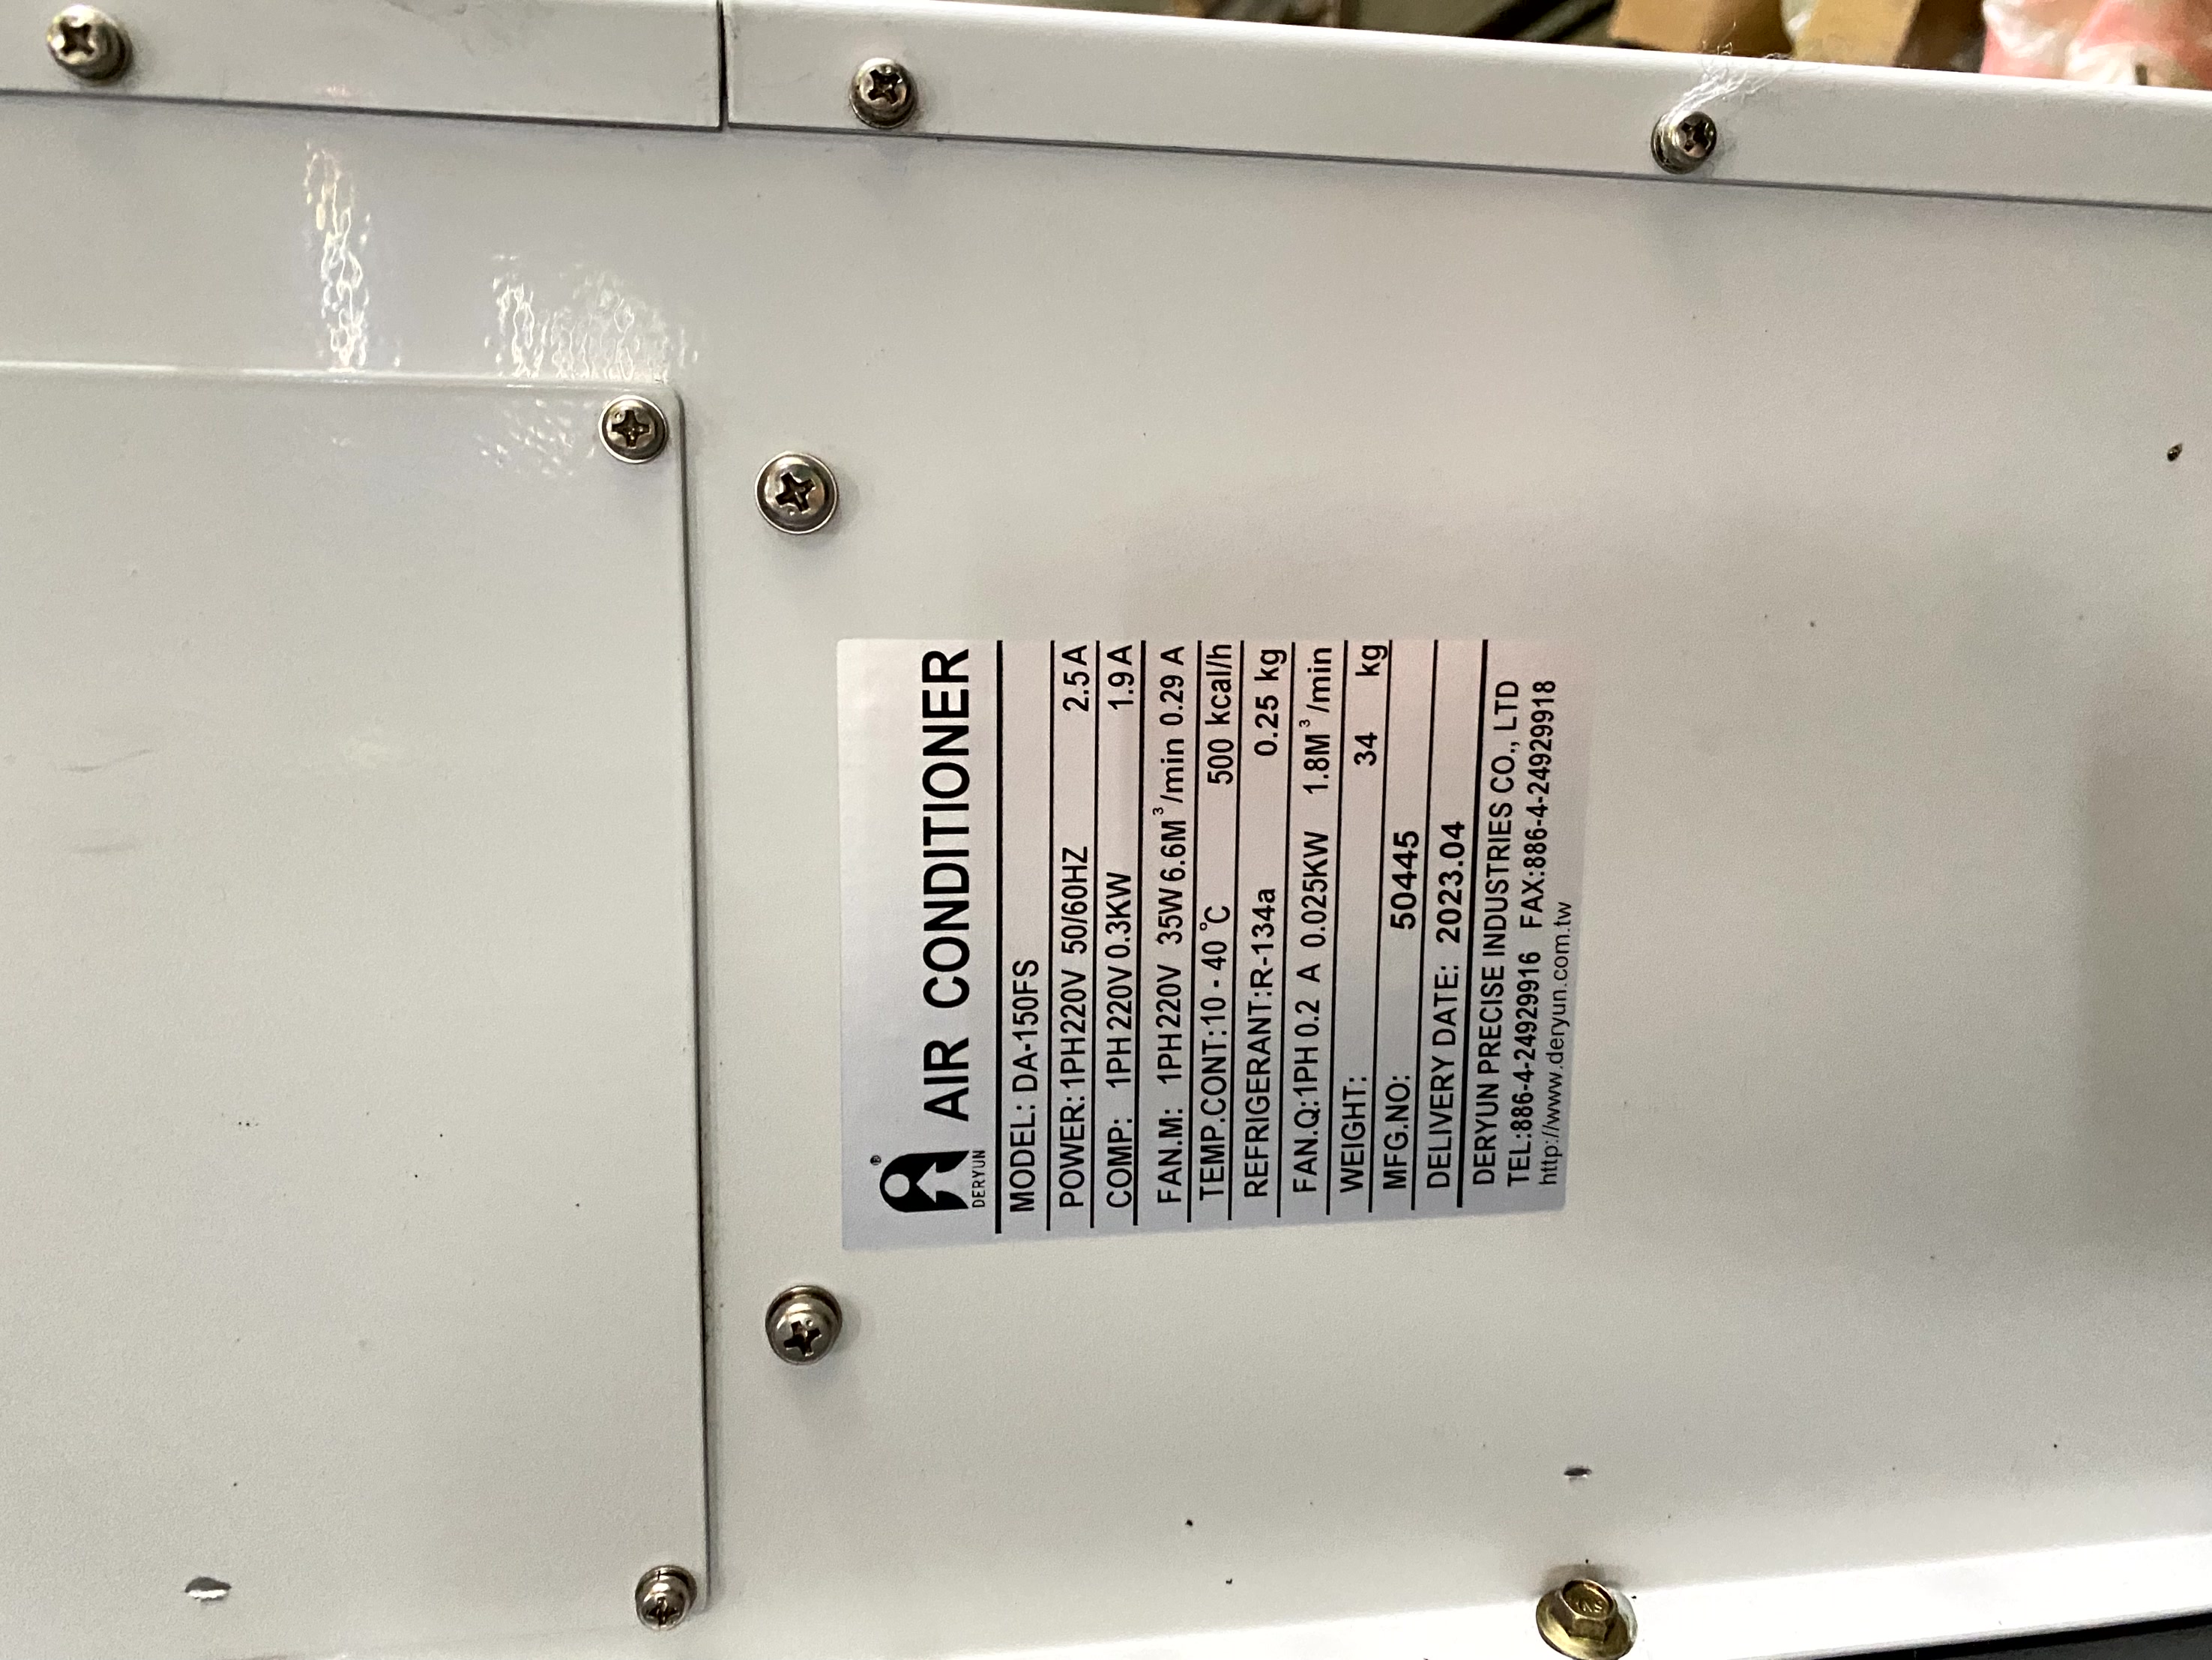 ®
DERYUN
AIR CONDITIONER
MODEL: DA-150FS
POWER: 1PH 220V 50/60HZ 2.5 A
COMP: 1PH 220V 0.3KW 1.9 A
FAN.M: 1PH 220V 35W 6.6M³/min 0.29 A
TEMP.CONT: 10 - 40 ℃ 500 kcal/h
REFRIGERANT: R-134a 0.25 kg
FAN.Q: 1PH 0.2 A 0.025KW 1.8M³/min
WEIGHT: 34 kg
MFG.NO: 50445
DELIVERY DATE: 2023.04
DERYUN PRECISE INDUSTRIES CO., LTD
TEL:886-4-24929916 FAX:886-4-24929918
http://www.deryun.com.tw